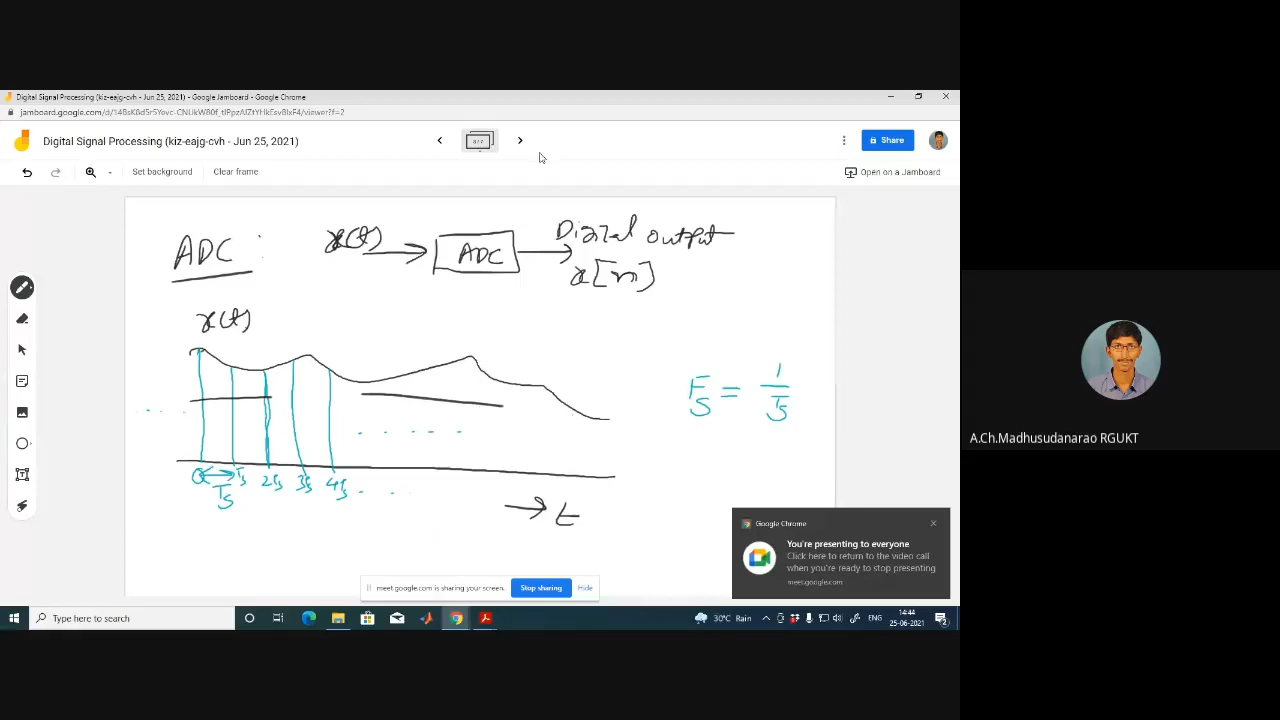 Digital Signal Processing (kiz-eajg-cvh - Jun 25, 2021) - Google Jamboard - Google Chrome
Digital Signal Processing (kiz-eajg-cvh - Jun 25, 2021)
Share
Set background
Clear frame
Open on a Jamboard
ADC :
x(t)
ADC
Digital output
x[n]
x(t)
Fs = 1/Ts
0 Ts 2Ts 3Ts 4Ts
Ts
t
A.Ch.Madhusudanarao RGUKT
Google Chrome
You're presenting to everyone
Click here to return to the video call
when you're ready to stop presenting
meet.google.com
meet.google.com is sharing your screen.
Stop sharing
Hide
Type here to search
30°C Rain
ENG
14:44
25-06-2021
2